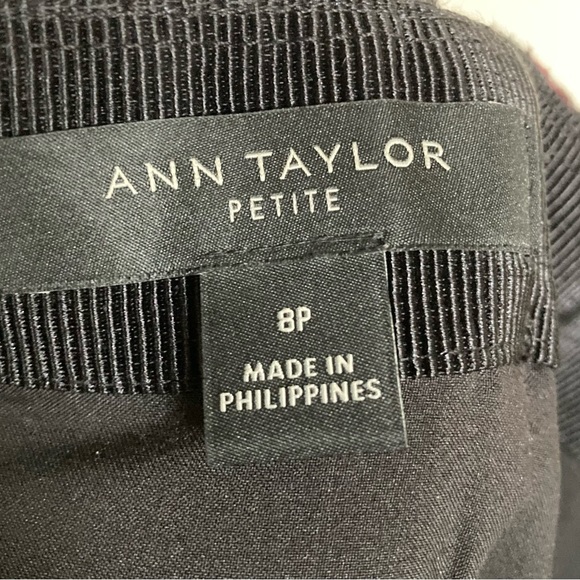 ANN TAYLOR
PETITE
8P
MADE IN
PHILIPPINES